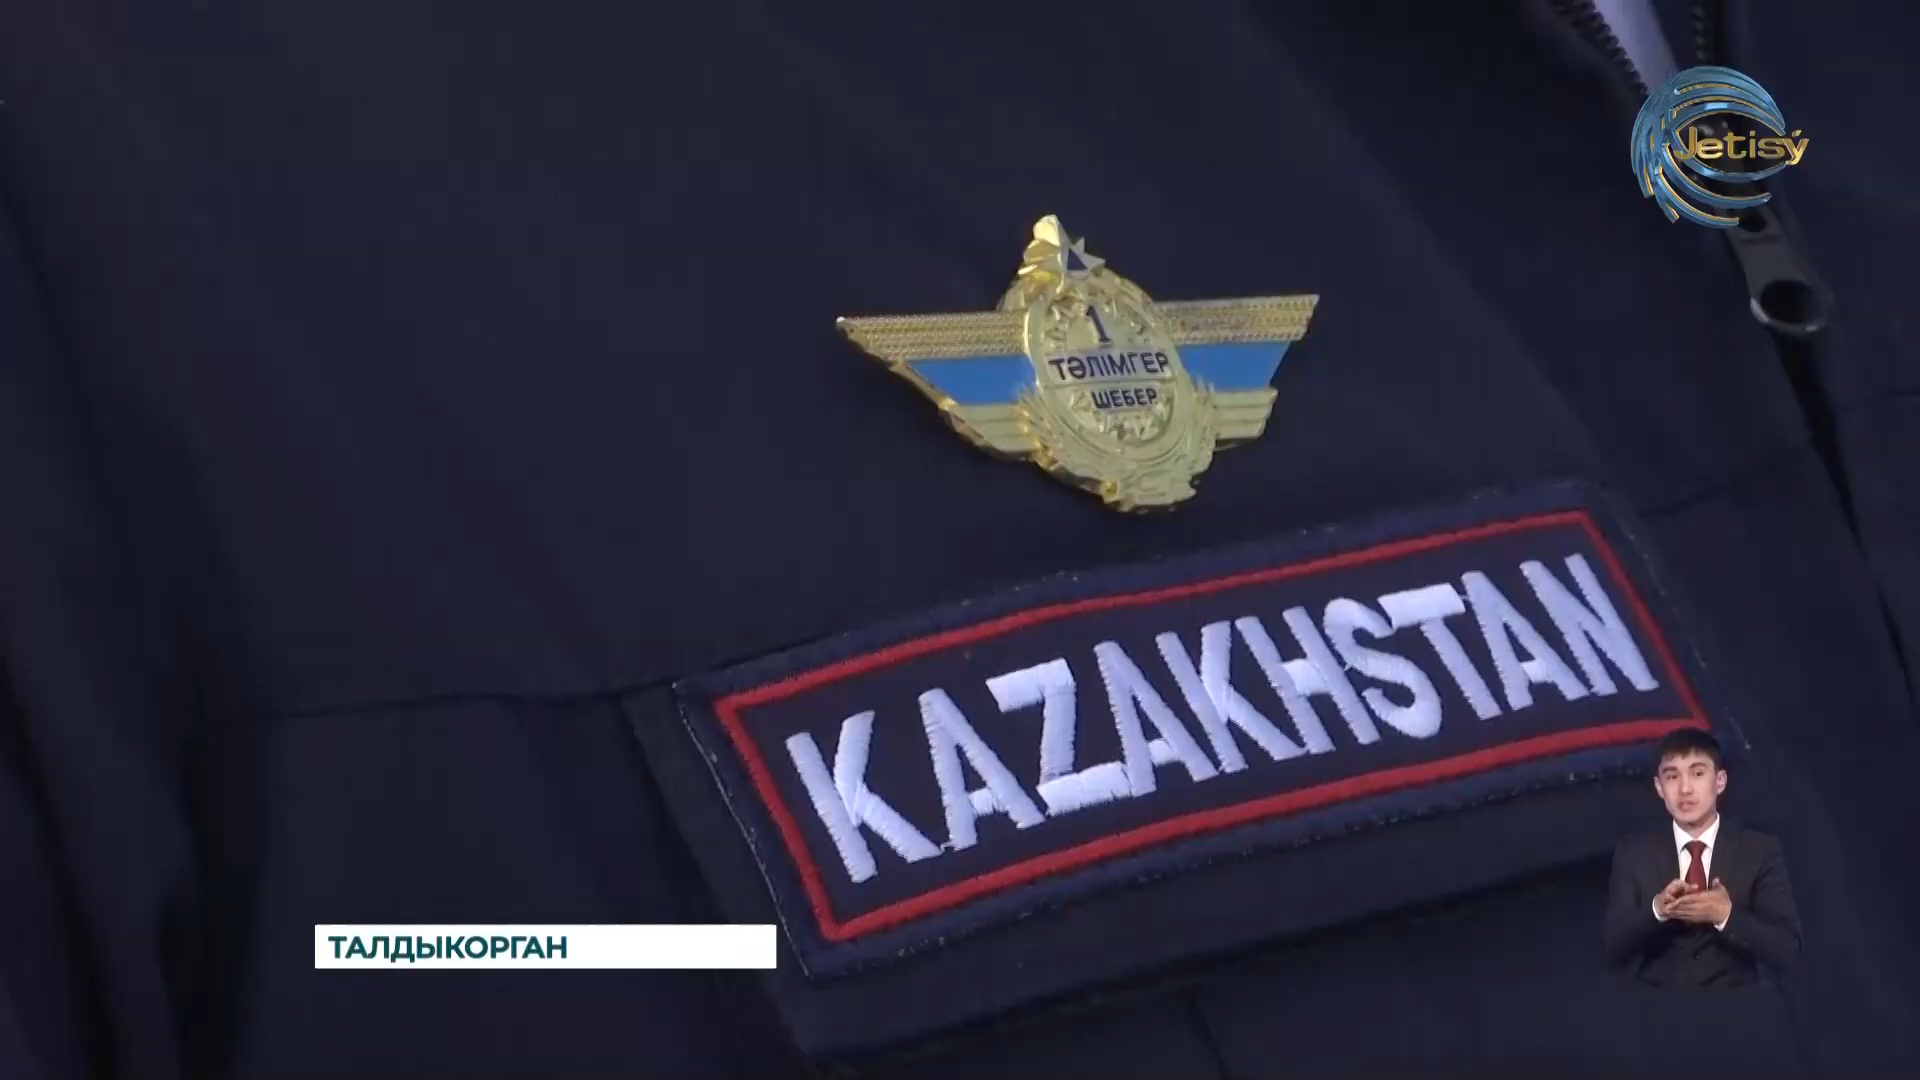 Jetisý
1
ТӘЛІМГЕР
ШЕБЕР
KAZAKHSTAN
ТАЛДЫКОРГАН